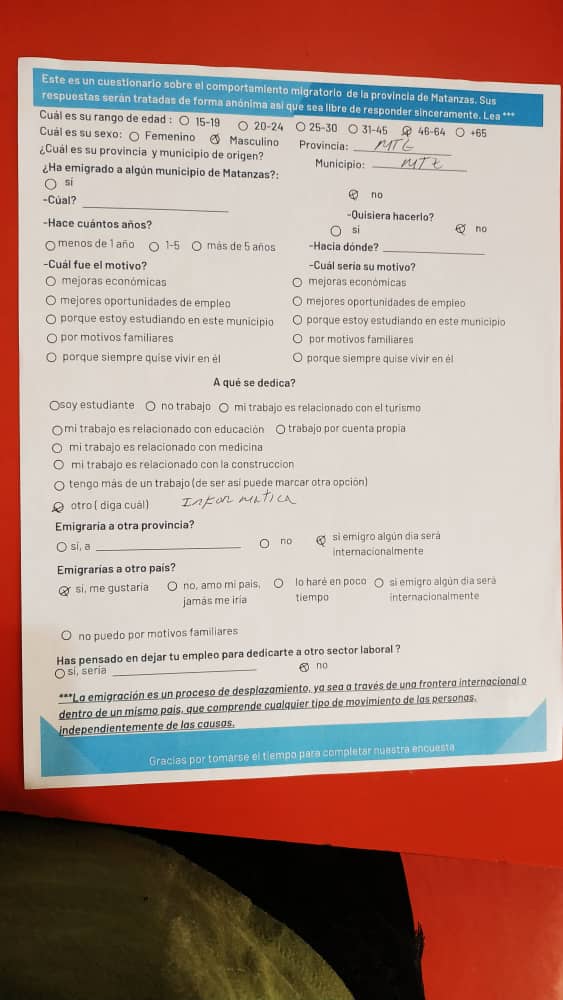 Este es un cuestionario sobre el comportamiento migratorio de la provincia de Matanzas. Sus
respuestas serán tratadas de forma anónima asi que sea libre de responder sinceramente. Lea ***
Cuál es su rango de edad : 15-19 20-24 25-30 31-45 46-64 +65
Cuál es su sexo: Femenino Masculino
¿Cuál es su provincia y municipio de origen? Provincia: MTZ
Municipio: MTZ
¿Ha emigrado a algún municipio de Matanzas?:
sí no
-Cúal? -Quisiera hacerlo?
sí no
-Hace cuántos años?
menos de 1 año 1-5 más de 5 años -Hacia dónde?
-Cuál fue el motivo? -Cuál sería su motivo?
mejoras económicas mejoras económicas
mejores oportunidades de empleo mejores oportunidades de empleo
porque estoy estudiando en este municipio porque estoy estudiando en este municipio
por motivos familiares por motivos familiares
porque siempre quise vivir en él porque siempre quise vivir en él
A qué se dedica?
soy estudiante no trabajo mi trabajo es relacionado con el turismo
mi trabajo es relacionado con educación trabajo por cuenta propia
mi trabajo es relacionado con medicina
mi trabajo es relacionado con la construccion
tengo más de un trabajo (de ser así puede marcar otra opción)
otro ( diga cuál) Informatica
Emigraría a otra provincia?
sí, a no si emigro algún día será
internacionalmente
Emigrarías a otro país?
si, me gustaría no, amo mi país, lo haré en poco si emigro algún día será
jamás me iría tiempo internacionalmente
no puedo por motivos familiares
Has pensado en dejar tu empleo para dedicarte a otro sector laboral ?
si, sería no
***La emigración es un proceso de desplazamiento, ya sea a través de una frontera internacional o
dentro de un mismo país, que comprende cualquier tipo de movimiento de las personas,
independientemente de las causas.
Gracias por tomarse el tiempo para completar nuestra encuesta